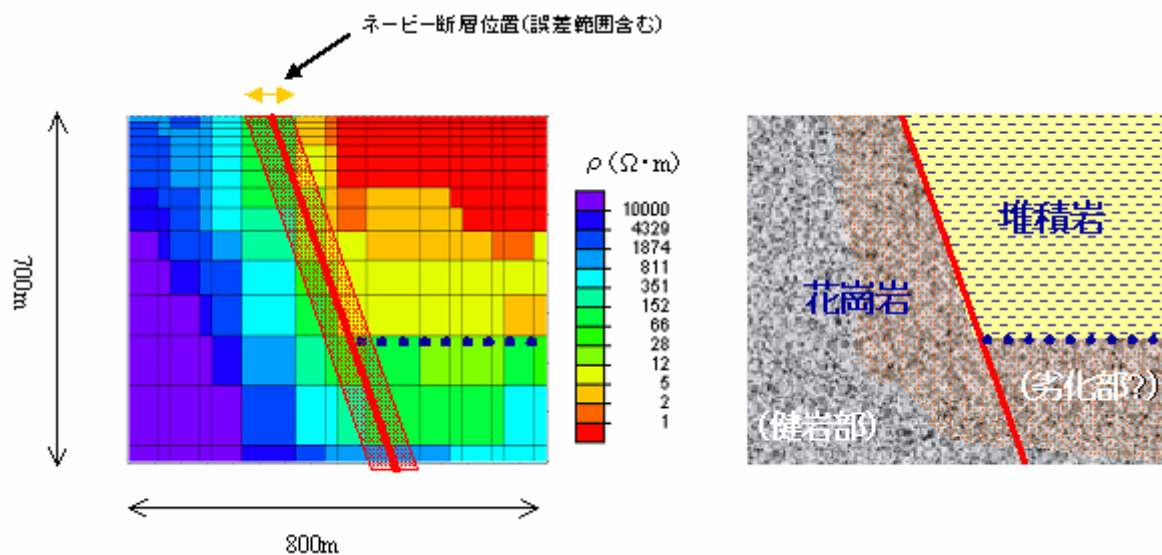 ネービー断層位置(誤差範囲含む)
700m
800m
ρ(Ω・m)
10000
4329
1874
811
351
152
66
28
12
5
2
1
堆積岩
花崗岩
(劣化部?)
(健岩部)